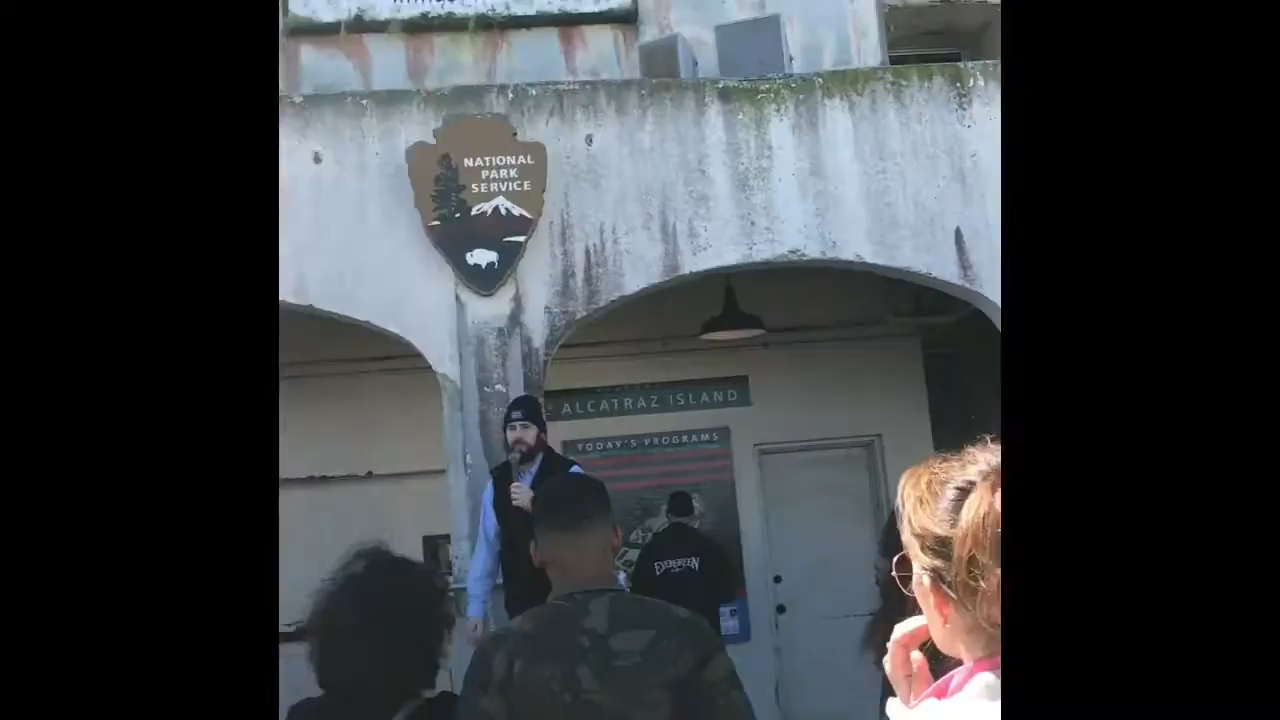 NATIONAL
PARK
SERVICE
ALCATRAZ ISLAND
TODAY'S PROGRAMS
EVERGREEN